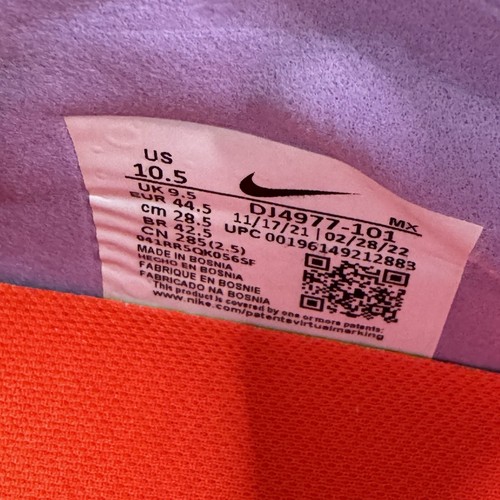 US
10.5
UK 9.5
EUR 44.5
cm 28.5
BR 42.5
CN 285(2.5)
DJ4977-101
MX
11/17/21 | 02/28/22
UPC 00196149212883
041RR5QK0S6SF
MADE IN BOSNIA
HECHO EN BOSNIA
FABRIQUE EN BOSNIE
FABRICADO NA BOSNIA
This product is covered by one or more patents:
www.nike.com/patentsvirtualmarking